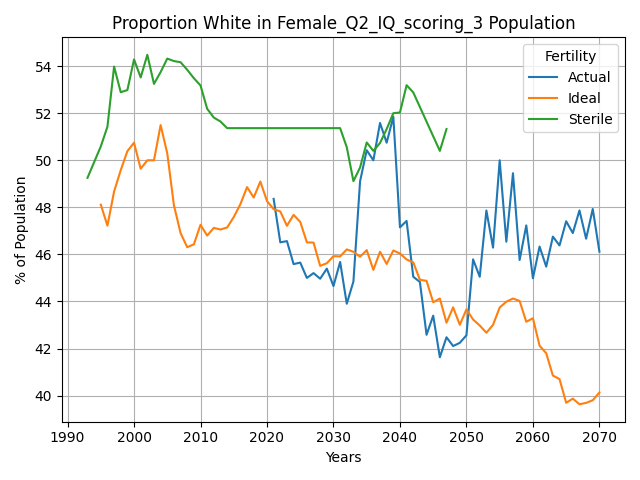 Proportion White in Female_Q2_IQ_scoring_3 Population
Fertility
Actual
Ideal
Sterile
% of Population
54
52
50
48
46
44
42
40
1990 2000 2010 2020 2030 2040 2050 2060 2070
Years